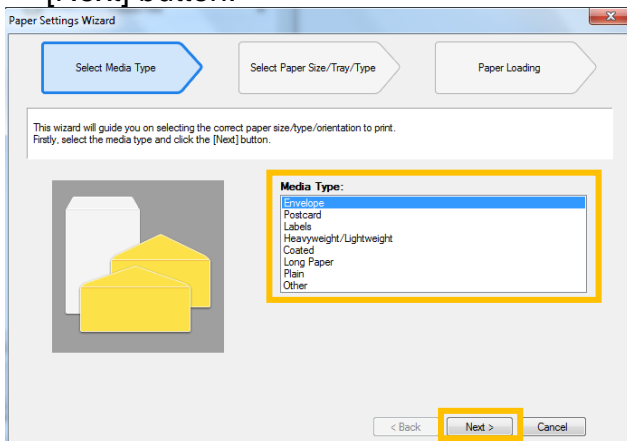 [Next] button.
Paper Settings Wizard
Select Media Type
Select Paper Size/Tray/Type
Paper Loading
This wizard will guide you on selecting the correct paper size/type/orientation to print.
Firstly, select the media type and click the [Next] button.
Media Type:
Envelope
Postcard
Labels
Heavyweight/Lightweight
Coated
Long Paper
Plain
Other
< Back Next > Cancel